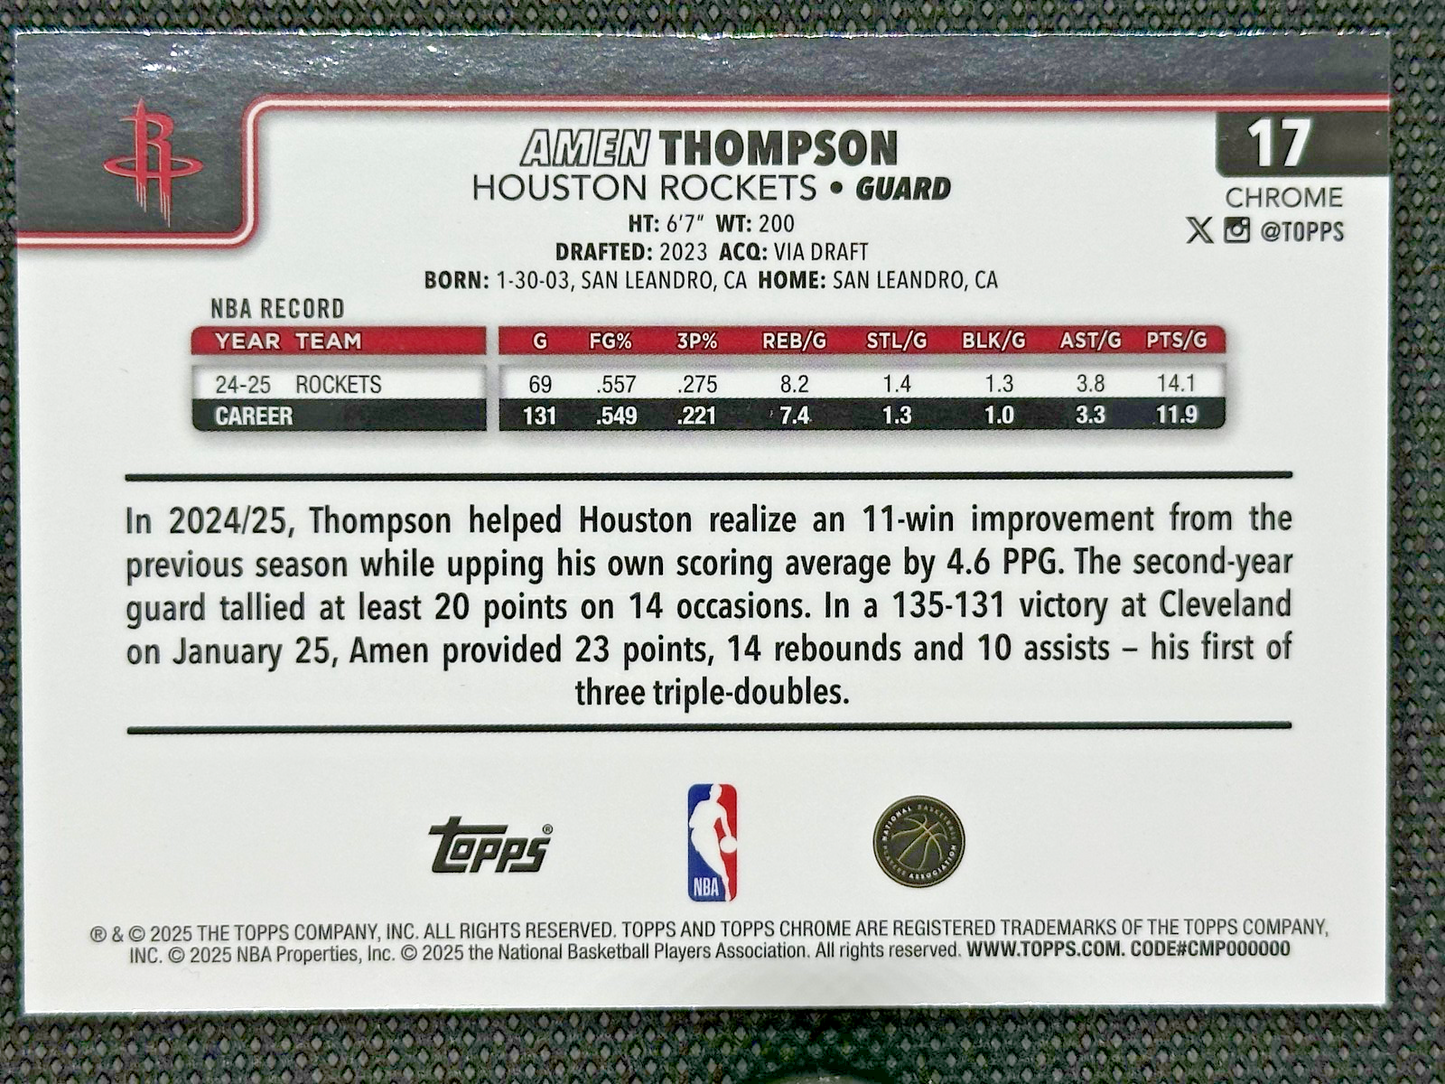 17
AMEN THOMPSON
HOUSTON ROCKETS • GUARD
CHROME
HT: 6'7" WT: 200
@TOPPS
DRAFTED: 2023 ACQ: VIA DRAFT
BORN: 1-30-03, SAN LEANDRO, CA HOME: SAN LEANDRO, CA
NBA RECORD
YEAR TEAM G FG% 3P% REB/G STL/G BLK/G AST/G PTS/G
24-25 ROCKETS 69 .557 .275 8.2 1.4 1.3 3.8 14.1
CAREER 131 .549 .221 7.4 1.3 1.0 3.3 11.9
In 2024/25, Thompson helped Houston realize an 11-win improvement from the
previous season while upping his own scoring average by 4.6 PPG. The second-year
guard tallied at least 20 points on 14 occasions. In a 135-131 victory at Cleveland
on January 25, Amen provided 23 points, 14 rebounds and 10 assists – his first of
three triple-doubles.
topps®
NBA
NATIONAL BASKETBALL
PLAYERS ASSOCIATION
® & © 2025 THE TOPPS COMPANY, INC. ALL RIGHTS RESERVED. TOPPS AND TOPPS CHROME ARE REGISTERED TRADEMARKS OF THE TOPPS COMPANY,
INC. © 2025 NBA Properties, Inc. © 2025 the National Basketball Players Association. All rights reserved. WWW.TOPPS.COM. CODE#CMP000000